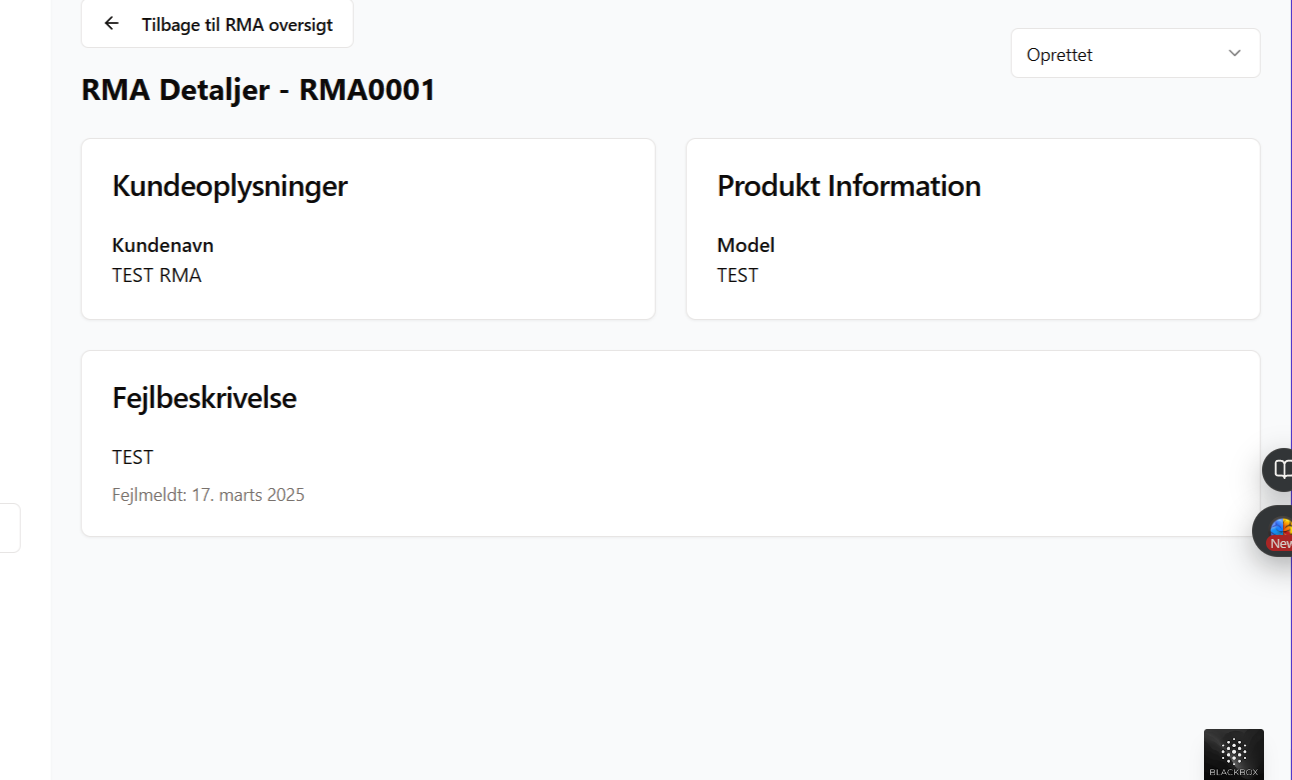 Tilbage til RMA oversigt
Oprettet
RMA Detaljer - RMA0001
Kundeoplysninger
Kundenavn
TEST RMA
Produkt Information
Model
TEST
Fejlbeskrivelse
TEST
Fejlmeldt: 17. marts 2025
New
BLACKBOX